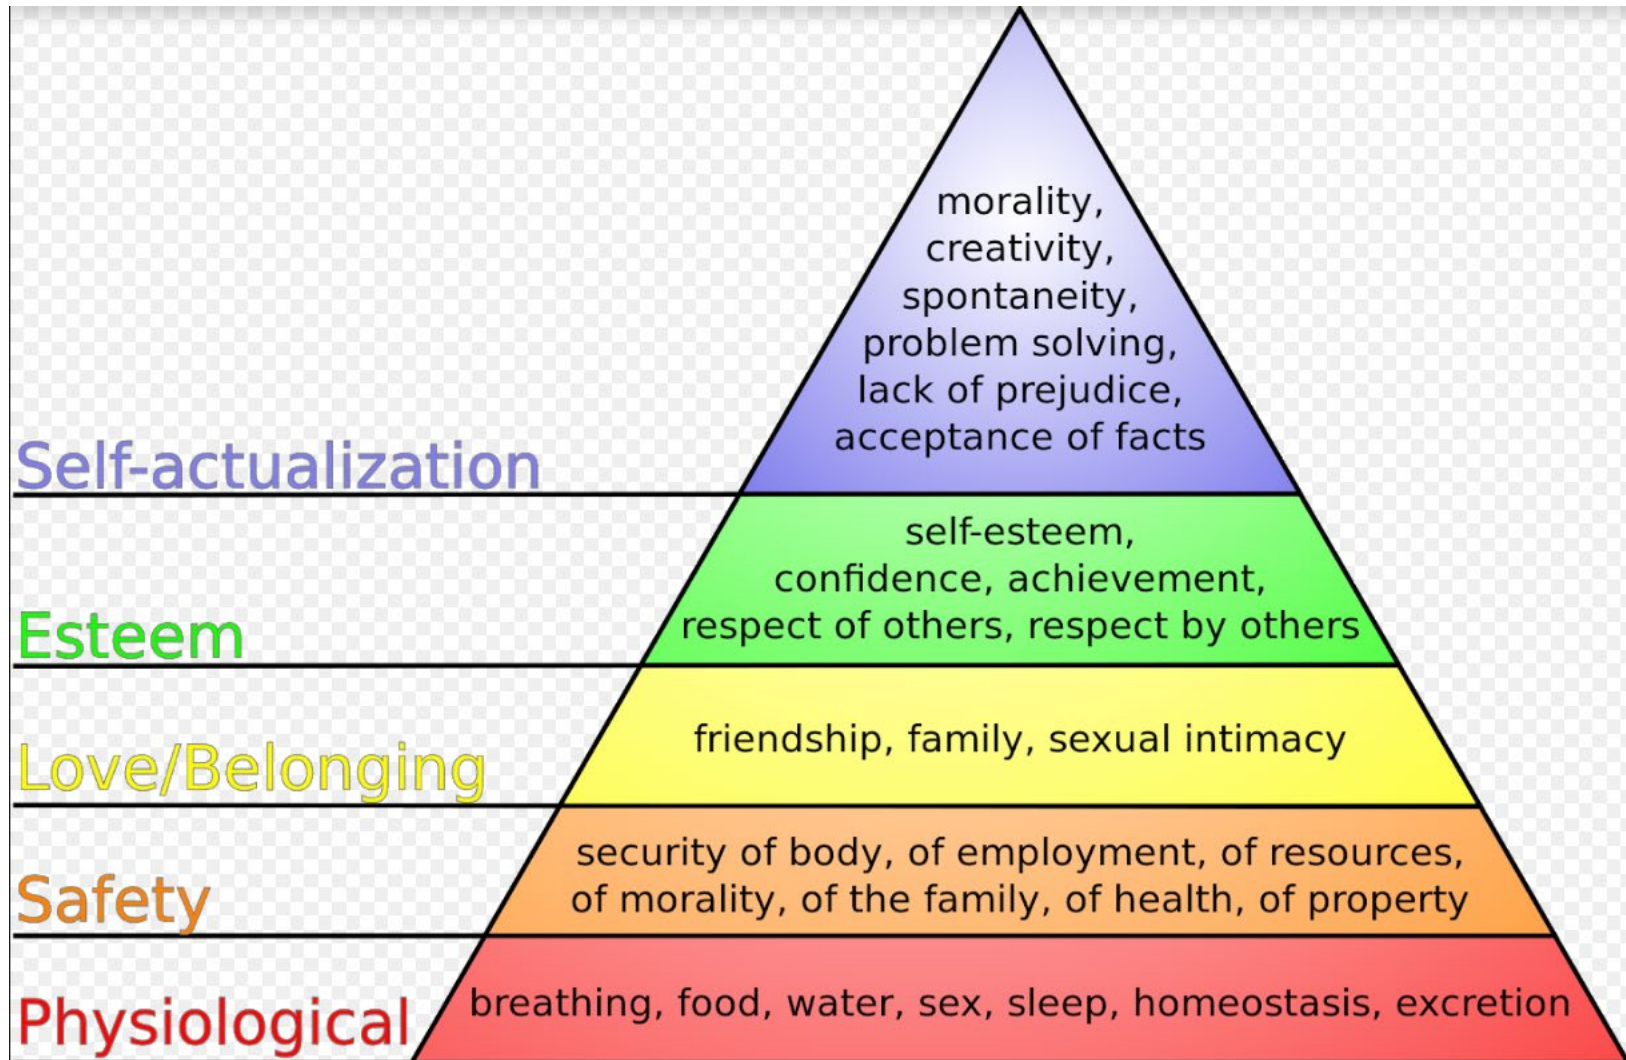 morality,
creativity,
spontaneity,
problem solving,
lack of prejudice,
acceptance of facts
Self-actualization
self-esteem,
confidence, achievement,
respect of others, respect by others
Esteem
friendship, family, sexual intimacy
Love/Belonging
security of body, of employment, of resources,
of morality, of the family, of health, of property
Safety
breathing, food, water, sex, sleep, homeostasis, excretion
Physiological